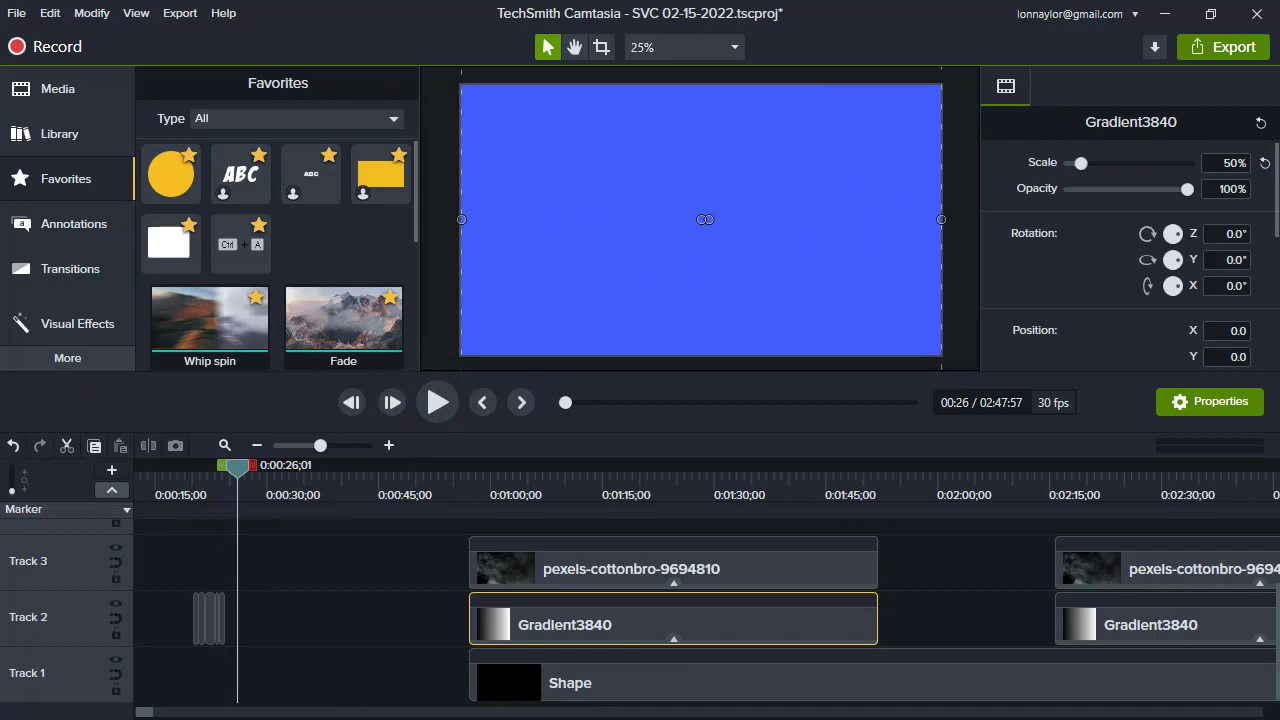 File Edit Modify View Export Help
TechSmith Camtasia - SVC 02-15-2022.tscproj*
lonnaylor@gmail.com
Record
25%
Export
Media
Library
Favorites
Annotations
Transitions
Visual Effects
More
Favorites
Type All
ABC
ABC
Ctrl + A
Whip spin
Fade
Gradient3840
Scale 50%
Opacity 100%
Rotation: Z 0.0°
Y 0.0°
X 0.0°
Position: X 0.0
Y 0.0
00:26 / 02:47:57 30 fps
Properties
0:00:26;01
0:00:15;00 0:00:30;00 0:00:45;00 0:01:00;00 0:01:15;00 0:01:30;00 0:01:45;00 0:02:00;00 0:02:15;00 0:02:30;00
Marker
Track 3
pexels-cottonbro-9694810
pexels-cottonbro-9694
Track 2
Gradient3840
Gradient3840
Track 1
Shape